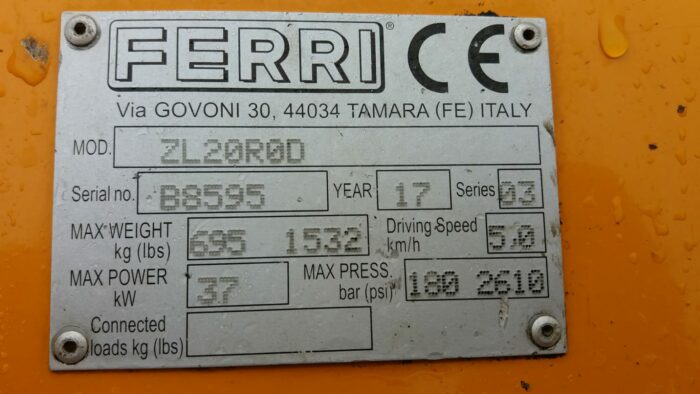 FERRI® CE
Via GOVONI 30, 44034 TAMARA (FE) ITALY
MOD. ZL20R0D
Serial no. B8595 YEAR 17 Series 03
MAX WEIGHT kg (lbs) 695 1532 Driving Speed km/h 5.0
MAX POWER kW 37 MAX PRESS. bar (psi) 180 2610
Connected loads kg (lbs)